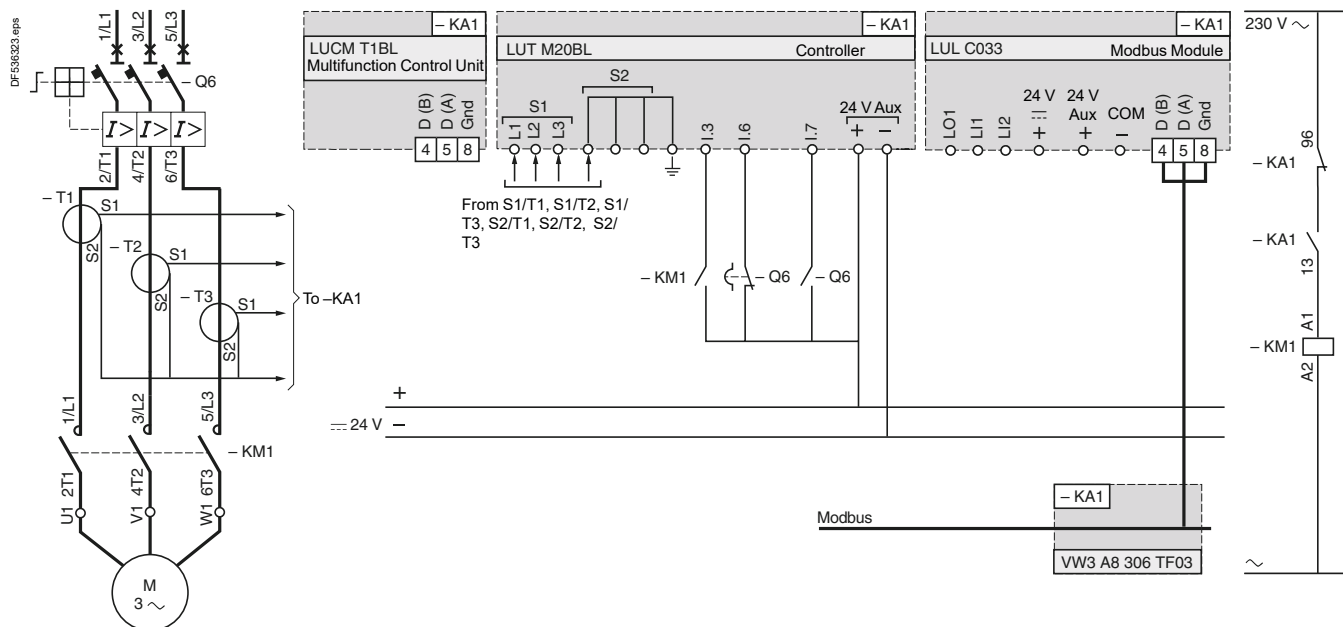 DF536323.eps
1/L1
3/L2
5/L3
– Q6
I>
I>
I>
2/T1
4/T2
6/T3
– T1
S1
S2
– T2
S1
S2
– T3
S1
S2
To –KA1
1/L1
3/L2
5/L3
– KM1
2T1
4T2
6T3
U1
V1
W1
M
3 ~
– KA1
LUCM T1BL
Multifunction Control Unit
D (B)
D (A)
Gnd
4
5
8
– KA1
LUT M20BL
Controller
S1
S2
L1
L2
L3
I.3
I.6
I.7
24 V Aux
+
–
From S1/T1, S1/T2, S1/
T3, S2/T1, S2/T2, S2/
T3
– KM1
– Q6
– Q6
+
24 V –
– KA1
LUL C033
Modbus Module
LO1
LI1
LI2
24 V
+
24 V
Aux
+
COM
–
D (B)
D (A)
Gnd
4
5
8
Modbus
– KA1
VW3 A8 306 TF03
230 V ~
96
– KA1
– KA1
13
A1
– KM1
A2
~